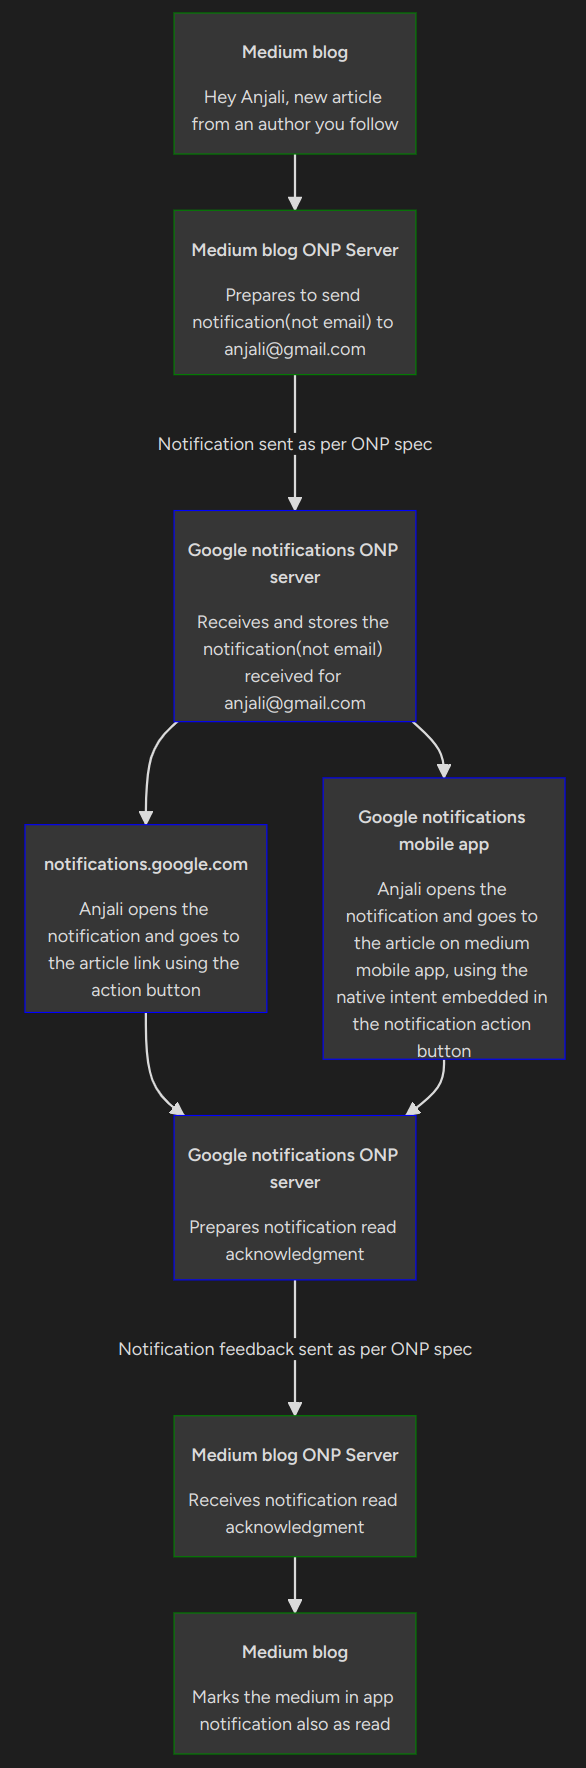 Medium blog
Hey Anjali, new article
from an author you follow
Medium blog ONP Server
Prepares to send
notification(not email) to
anjali@gmail.com
Notification sent as per ONP spec
Google notifications ONP
server
Receives and stores the
notification(not email)
received for
anjali@gmail.com
notifications.google.com
Anjali opens the
notification and goes to
the article link using the
action button
Google notifications
mobile app
Anjali opens the
notification and goes to
the article on medium
mobile app, using the
native intent embedded in
the notification action
button
Google notifications ONP
server
Prepares notification read
acknowledgment
Notification feedback sent as per ONP spec
Medium blog ONP Server
Receives notification read
acknowledgment
Medium blog
Marks the medium in app
notification also as read